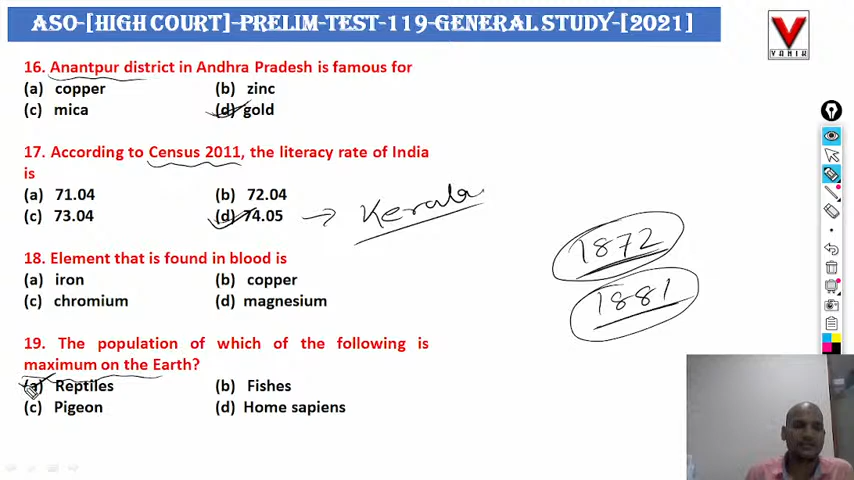 ASO-[HIGH COURT]-PRELIM-TEST-119-GENERAL STUDY-[2021]
VANIK
16. Anantpur district in Andhra Pradesh is famous for
(a) copper (b) zinc
(c) mica (d) gold
17. According to Census 2011, the literacy rate of India
is
(a) 71.04 (b) 72.04
(c) 73.04 (d) 74.05 → Kerala
1872
1881
18. Element that is found in blood is
(a) iron (b) copper
(c) chromium (d) magnesium
19. The population of which of the following is
maximum on the Earth?
(a) Reptiles (b) Fishes
(c) Pigeon (d) Home sapiens